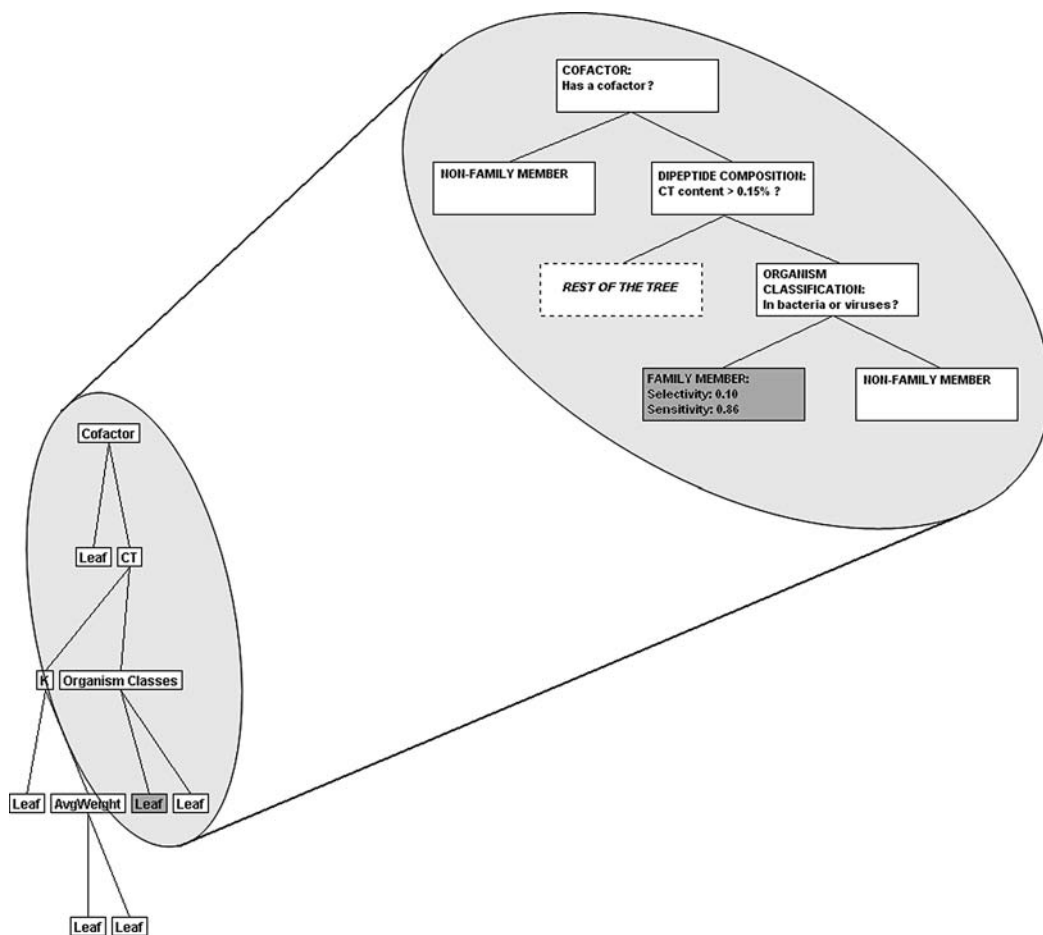 COFACTOR:
Has a cofactor?
NON-FAMILY MEMBER
DIPEPTIDE COMPOSITION:
CT content > 0.15% ?
REST OF THE TREE
ORGANISM
CLASSIFICATION:
In bacteria or viruses?
FAMILY MEMBER:
Selectivity: 0.10
Sensitivity: 0.86
NON-FAMILY MEMBER
Cofactor
Leaf
CT
K
Organism Classes
Leaf
AvgWeight
Leaf
Leaf
Leaf
Leaf